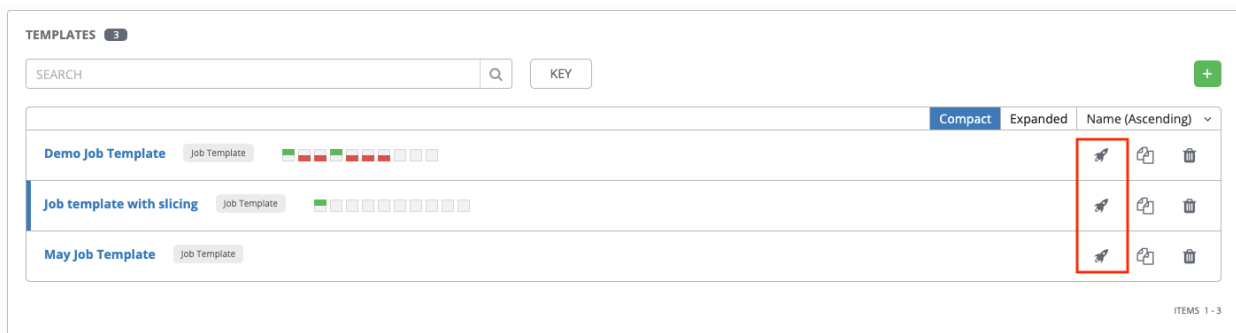 TEMPLATES 3
SEARCH KEY +
Compact Expanded Name (Ascending)
Demo Job Template Job Template
Job template with slicing Job Template
May Job Template Job Template
ITEMS 1 - 3